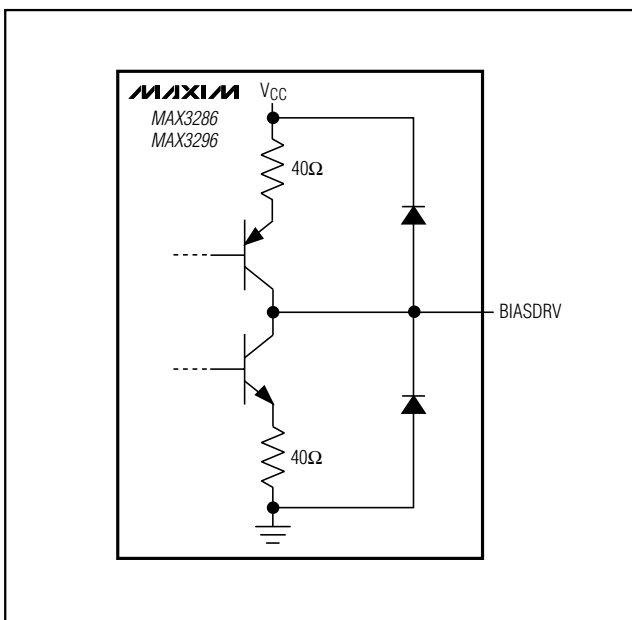 MAXIM
VCC
MAX3286
MAX3296
40Ω
BIASDRV
40Ω